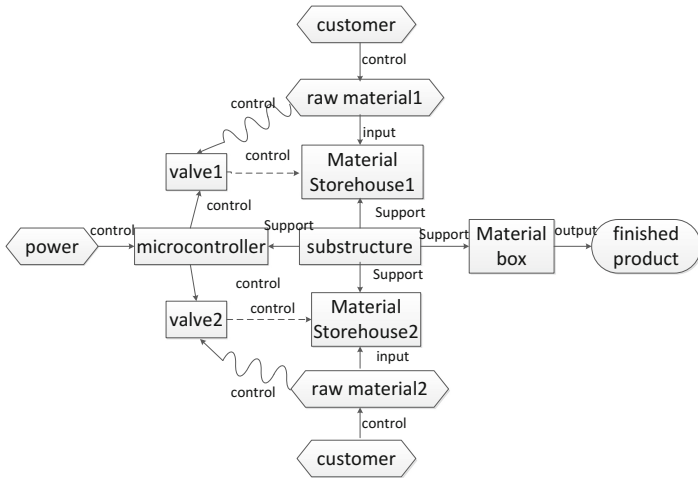 customer
control
raw material1
control
input
valve1
control
Material
Storehouse1
control
Support
power
control
microcontroller
Support
substructure
Support
Material
box
output
finished
product
Support
control
valve2
control
Material
Storehouse2
input
control
raw material2
control
customer